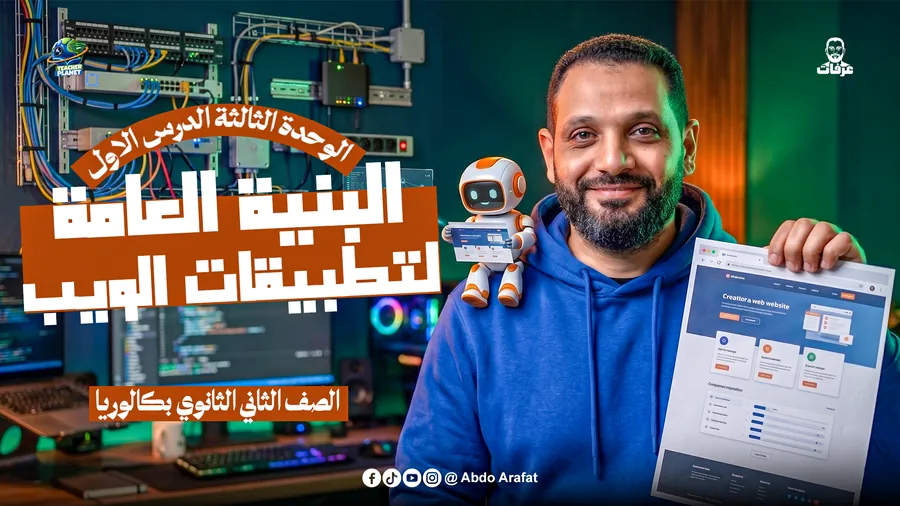 TEACHER
PLANET
عرفات
الوحدة الثالثة الدرس الاول
البنية العامة
لتطبيقات الويب
Creatiora web website
الصف الثاني الثانوي بكالوريا
@ Abdo Arafat